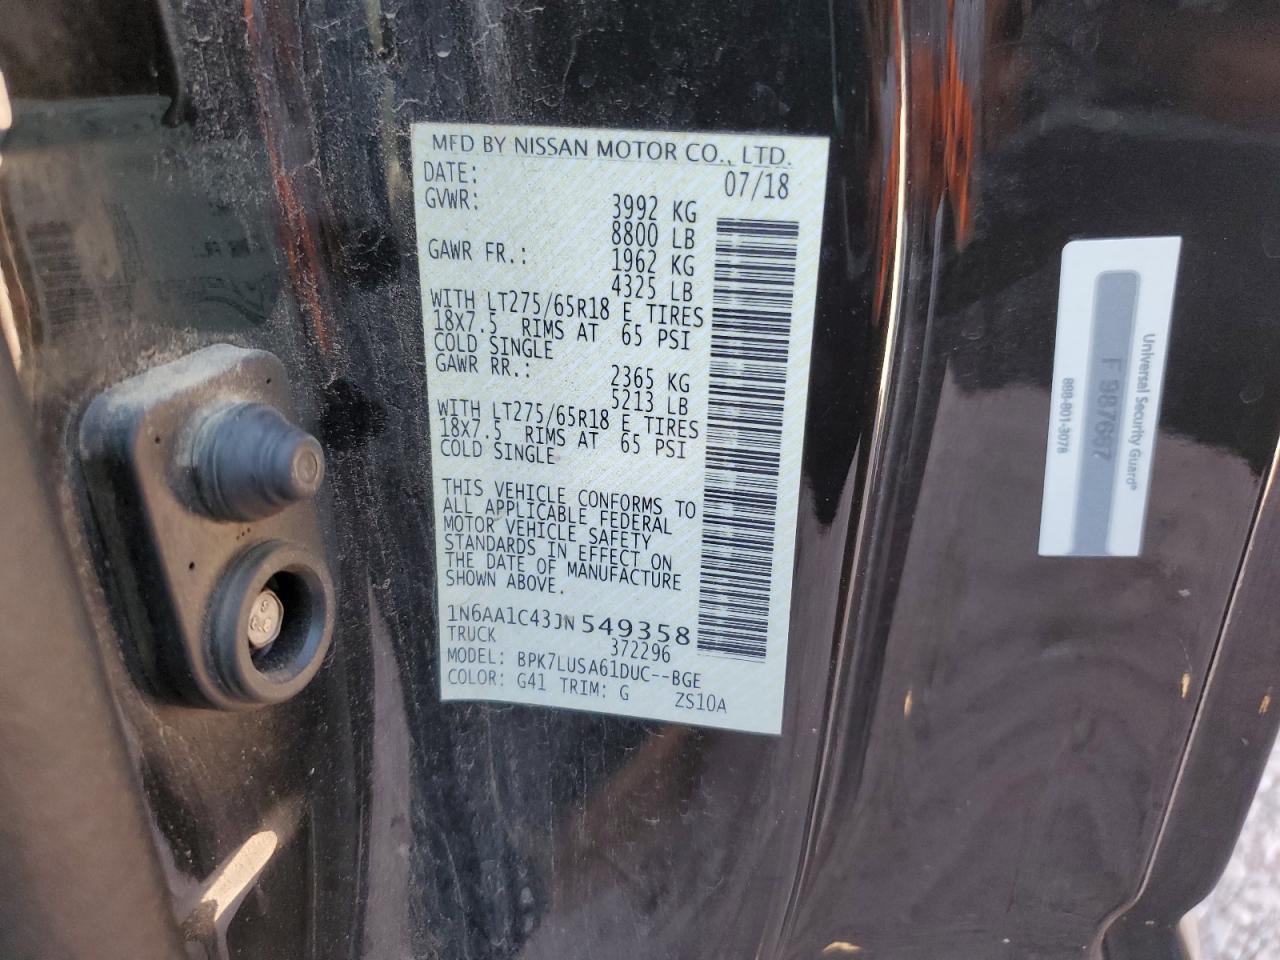 MFD BY NISSAN MOTOR CO., LTD.
DATE: 07/18
GVWR: 3992 KG
8800 LB
GAWR FR.: 1962 KG
4325 LB
WITH LT275/65R18 E TIRES
18X7.5 RIMS AT 65 PSI
COLD SINGLE
GAWR RR.: 2365 KG
5213 LB
WITH LT275/65R18 E TIRES
18X7.5 RIMS AT 65 PSI
COLD SINGLE
THIS VEHICLE CONFORMS TO
ALL APPLICABLE FEDERAL
MOTOR VEHICLE SAFETY
STANDARDS IN EFFECT ON
THE DATE OF MANUFACTURE
SHOWN ABOVE.
1N6AA1C43JN549358
TRUCK 372296
MODEL: BPK7LUSA61DUC--BGE
COLOR: G41 TRIM: G ZS10A
Universal Security Guard®
F 987667
888-801-3078